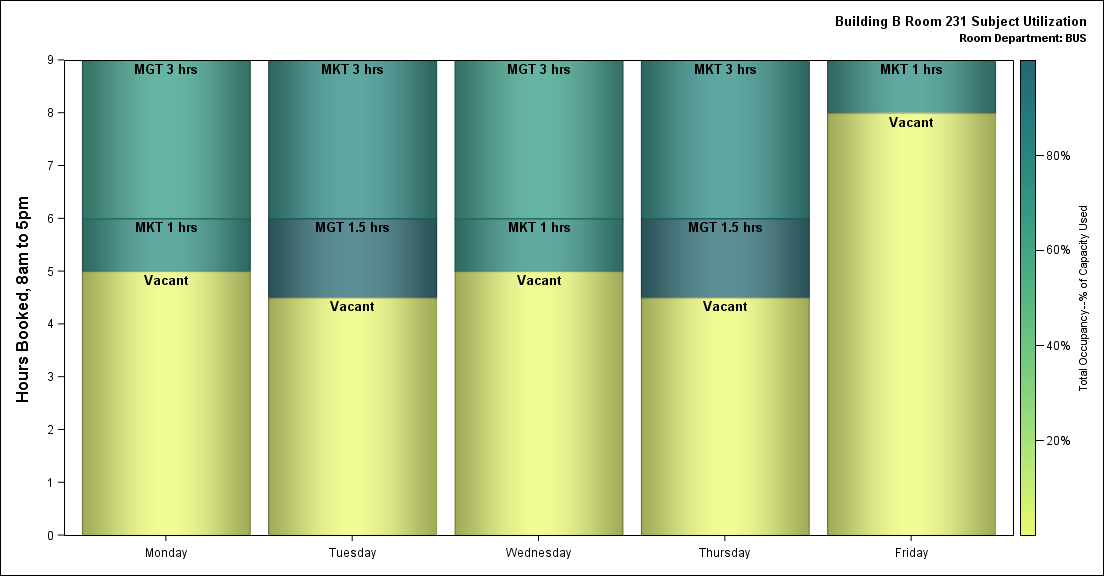 Building B Room 231 Subject Utilization
Room Department: BUS
Hours Booked, 8am to 5pm
9
8
7
6
5
4
3
2
1
0
MGT 3 hrs
MKT 1 hrs
Vacant
MKT 3 hrs
MGT 1.5 hrs
Vacant
MGT 3 hrs
MKT 1 hrs
Vacant
MKT 3 hrs
MGT 1.5 hrs
Vacant
MKT 1 hrs
Vacant
Monday
Tuesday
Wednesday
Thursday
Friday
80%
60%
40%
20%
Total Occupancy--% of Capacity Used